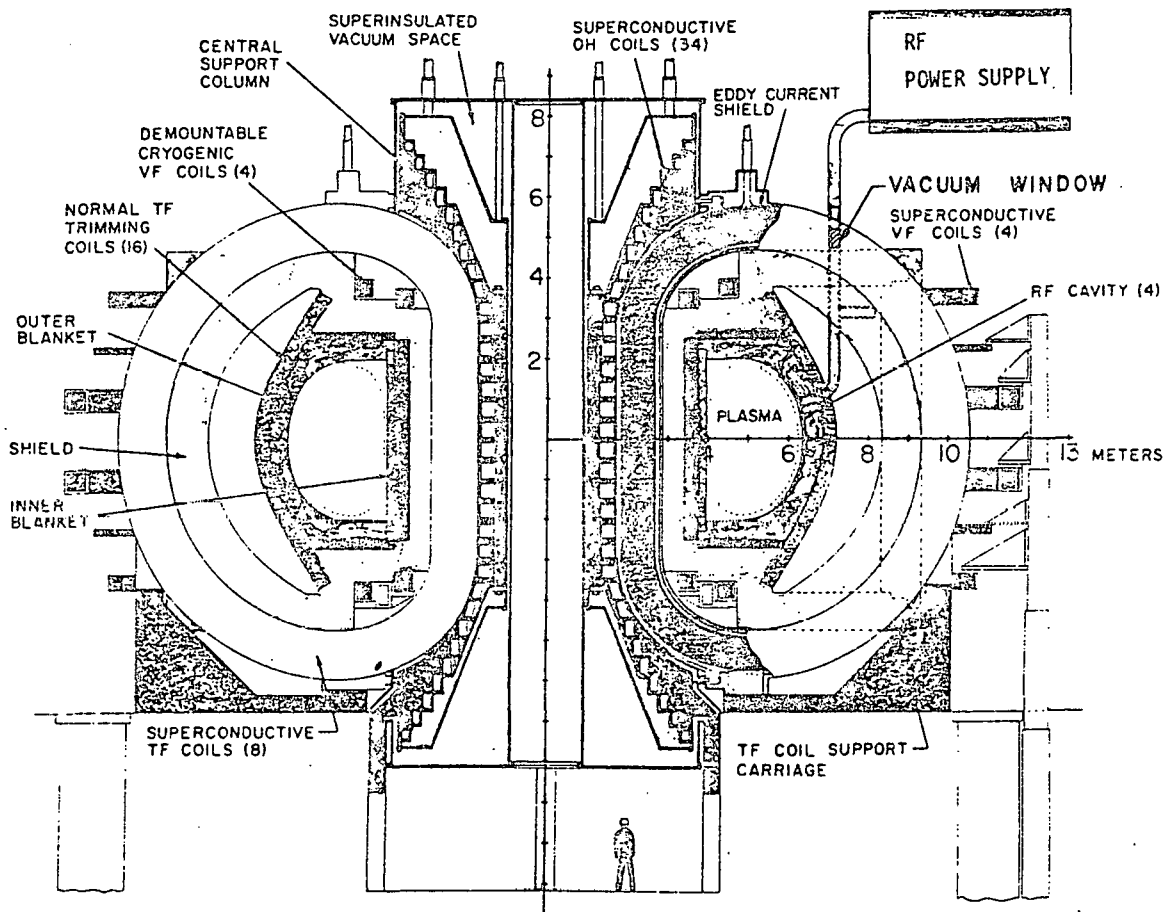 SUPERINSULATED
VACUUM SPACE
CENTRAL
SUPPORT
COLUMN
SUPERCONDUCTIVE
OH COILS (34)
RF
POWER SUPPLY
EDDY CURRENT
SHIELD
DEMOUNTABLE
CRYOGENIC
VF COILS (4)
NORMAL TF
TRIMMING
COILS (16)
VACUUM WINDOW
SUPERCONDUCTIVE
VF COILS (4)
RF CAVITY (4)
OUTER
BLANKET
SHIELD
INNER
BLANKET
8
6
4
2
PLASMA
4 6 8 10 13 METERS
SUPERCONDUCTIVE
TF COILS (8)
TF COIL SUPPORT
CARRIAGE